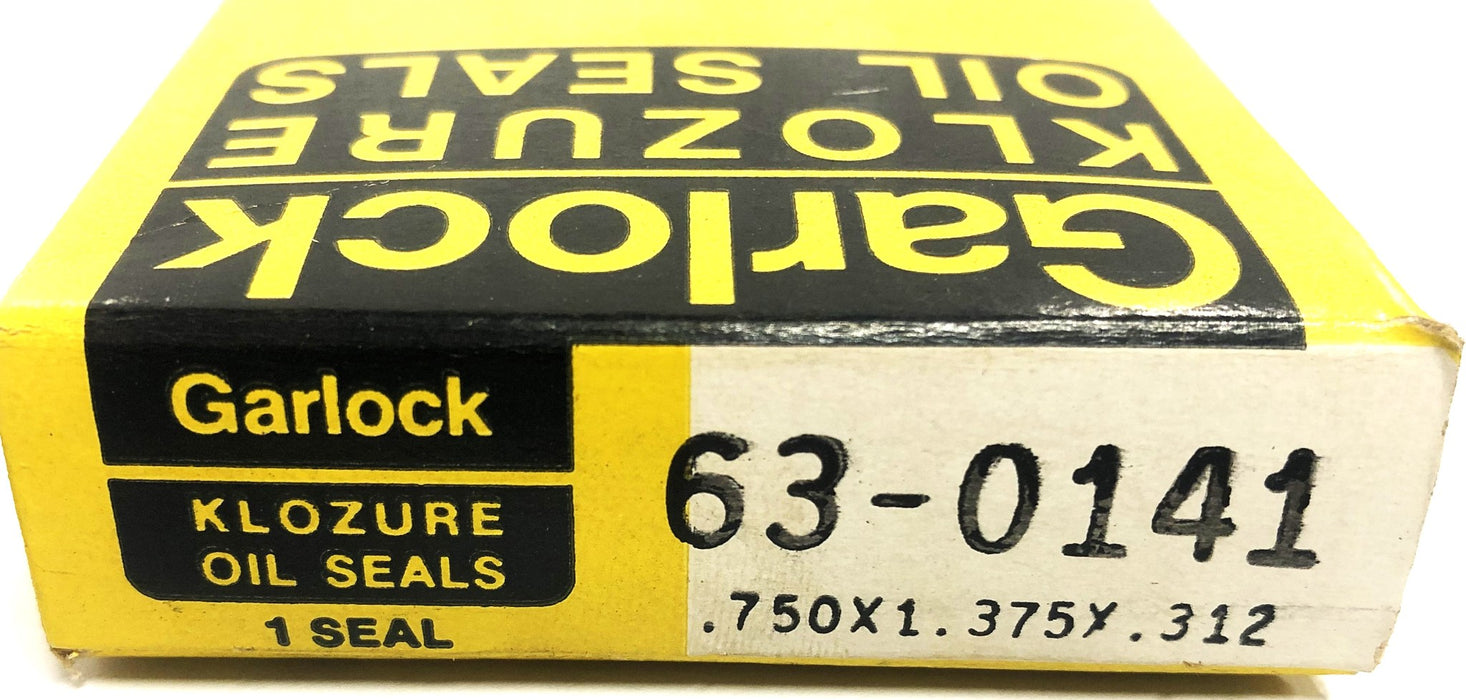 Garlock
KLOZURE
OIL SEALS
Garlock
KLOZURE
OIL SEALS
1 SEAL
63-0141
.750X1.375X.312